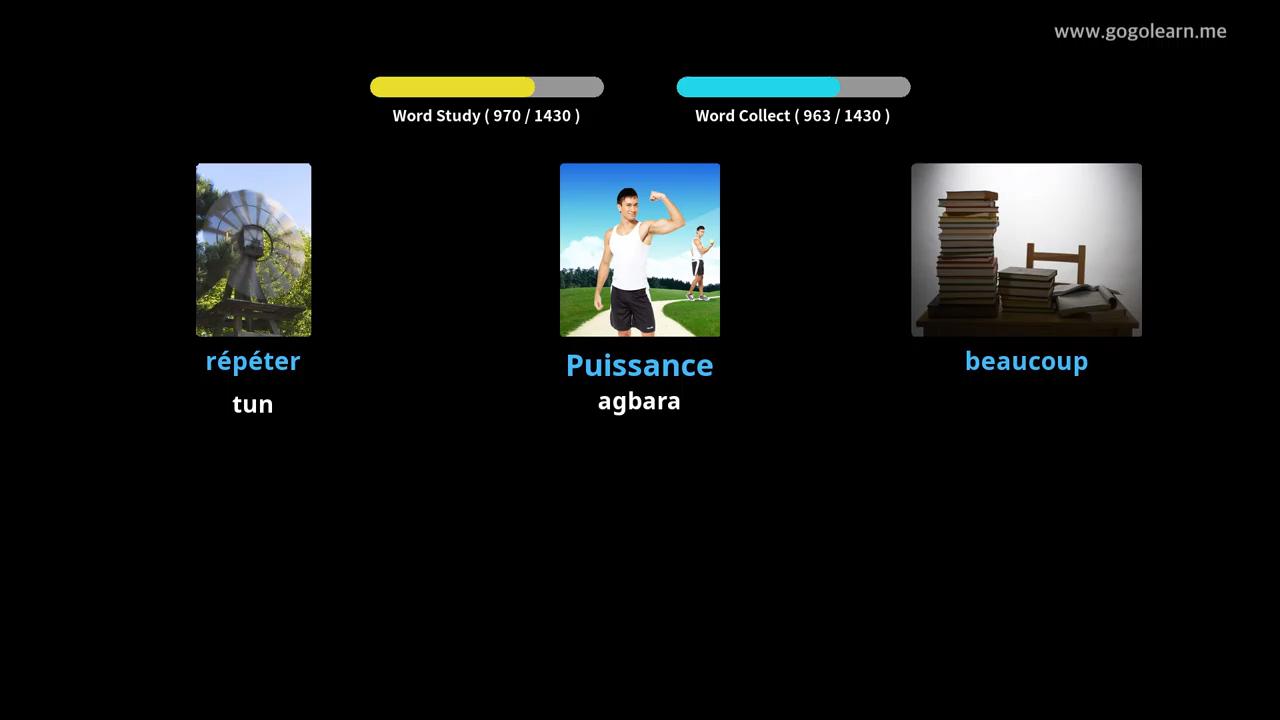 www.gogolearn.me
Word Study ( 970 / 1430 )
Word Collect ( 963 / 1430 )
répéter
Puissance
beaucoup
tun
agbara